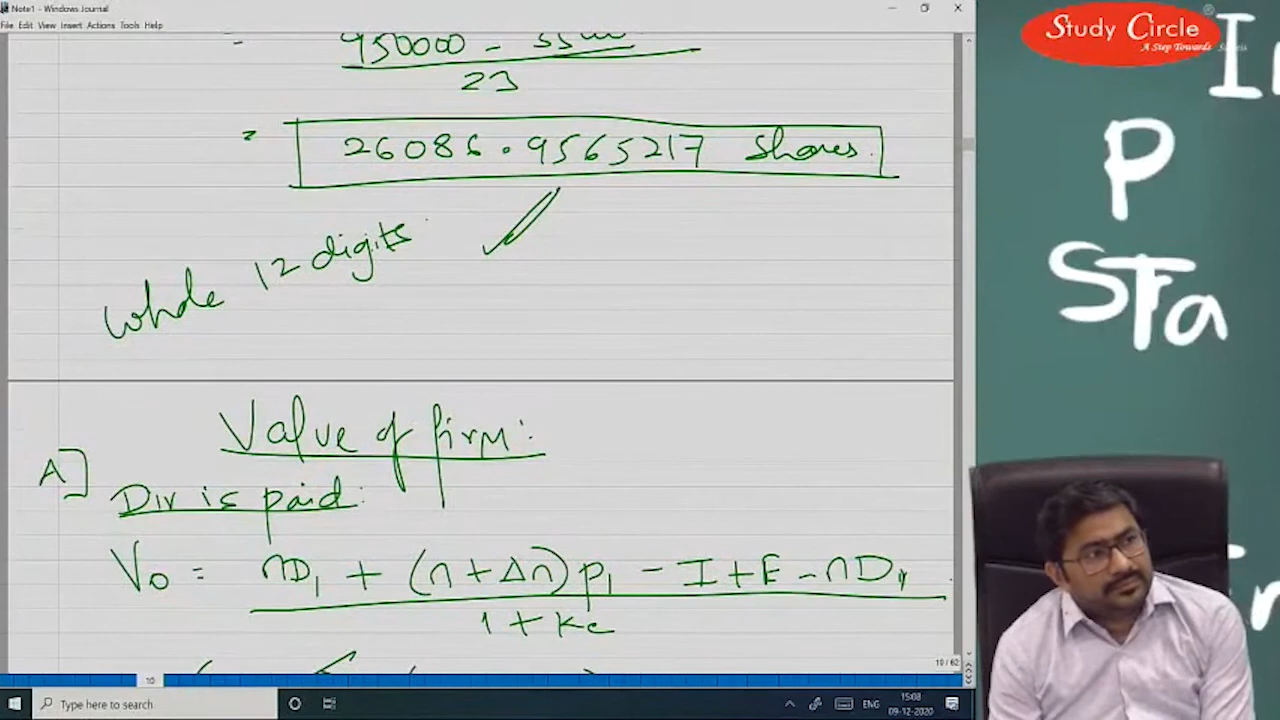 Note1 - Windows Journal
File Edit View Insert Actions Tools Help
= 950000 -
23
= 26086.9565217 Shares.
Whole 12 digits
Value of firm:
A] Div is paid:
V0 = nD1 + (n+Δn)P1 - I+E - nD1
1 + Ke
10 / 62
10
Type here to search
ENG
15:08
09-12-2020
Study Circle
®
A Step Towards Success
P
SFa